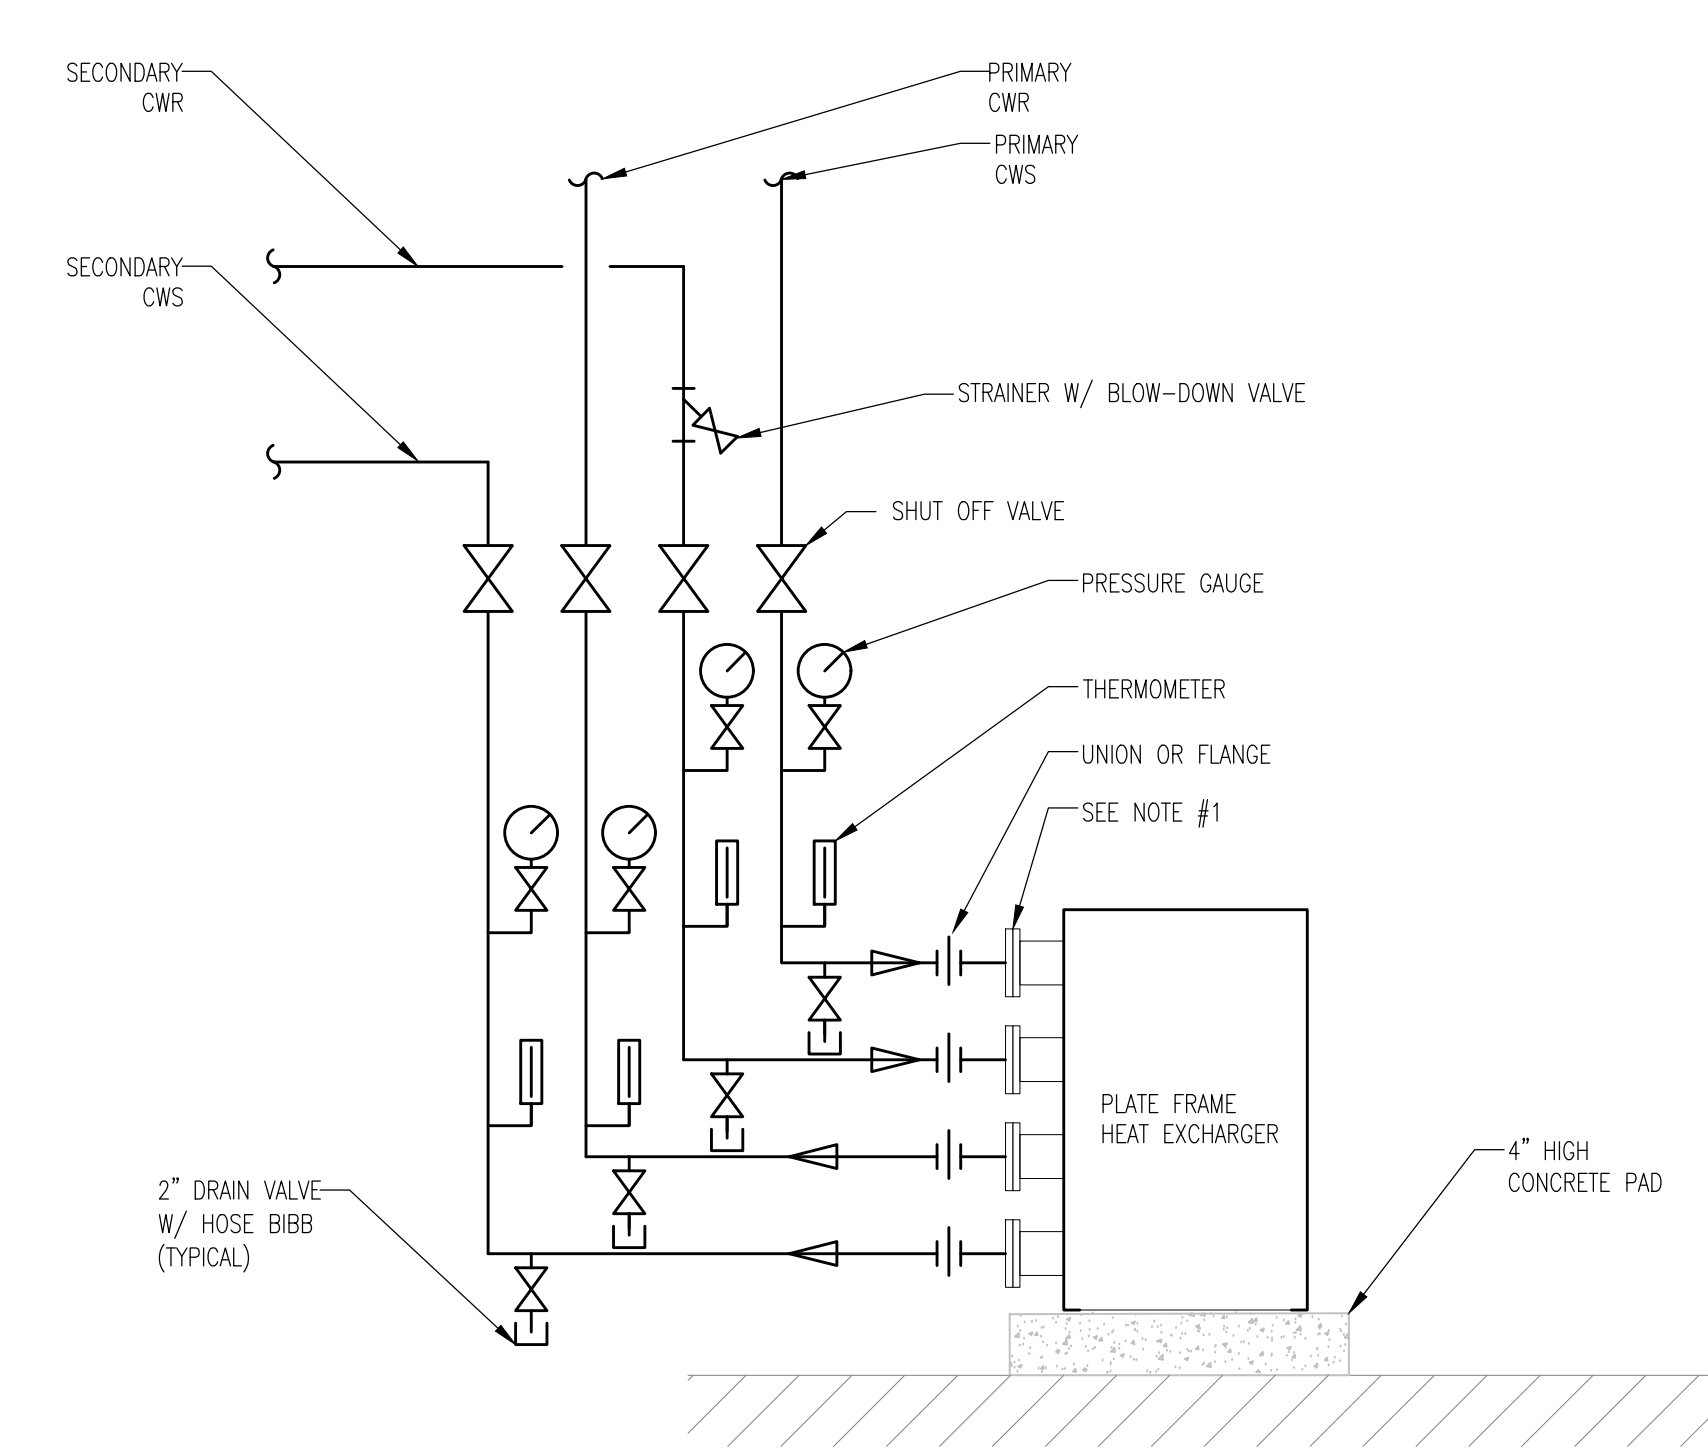 SECONDARY
CWR
PRIMARY
CWR
PRIMARY
CWS
SECONDARY
CWS
STRAINER W/ BLOW-DOWN VALVE
SHUT OFF VALVE
PRESSURE GAUGE
THERMOMETER
UNION OR FLANGE
SEE NOTE #1
PLATE FRAME
HEAT EXCHARGER
4" HIGH
CONCRETE PAD
2" DRAIN VALVE
W/ HOSE BIBB
(TYPICAL)